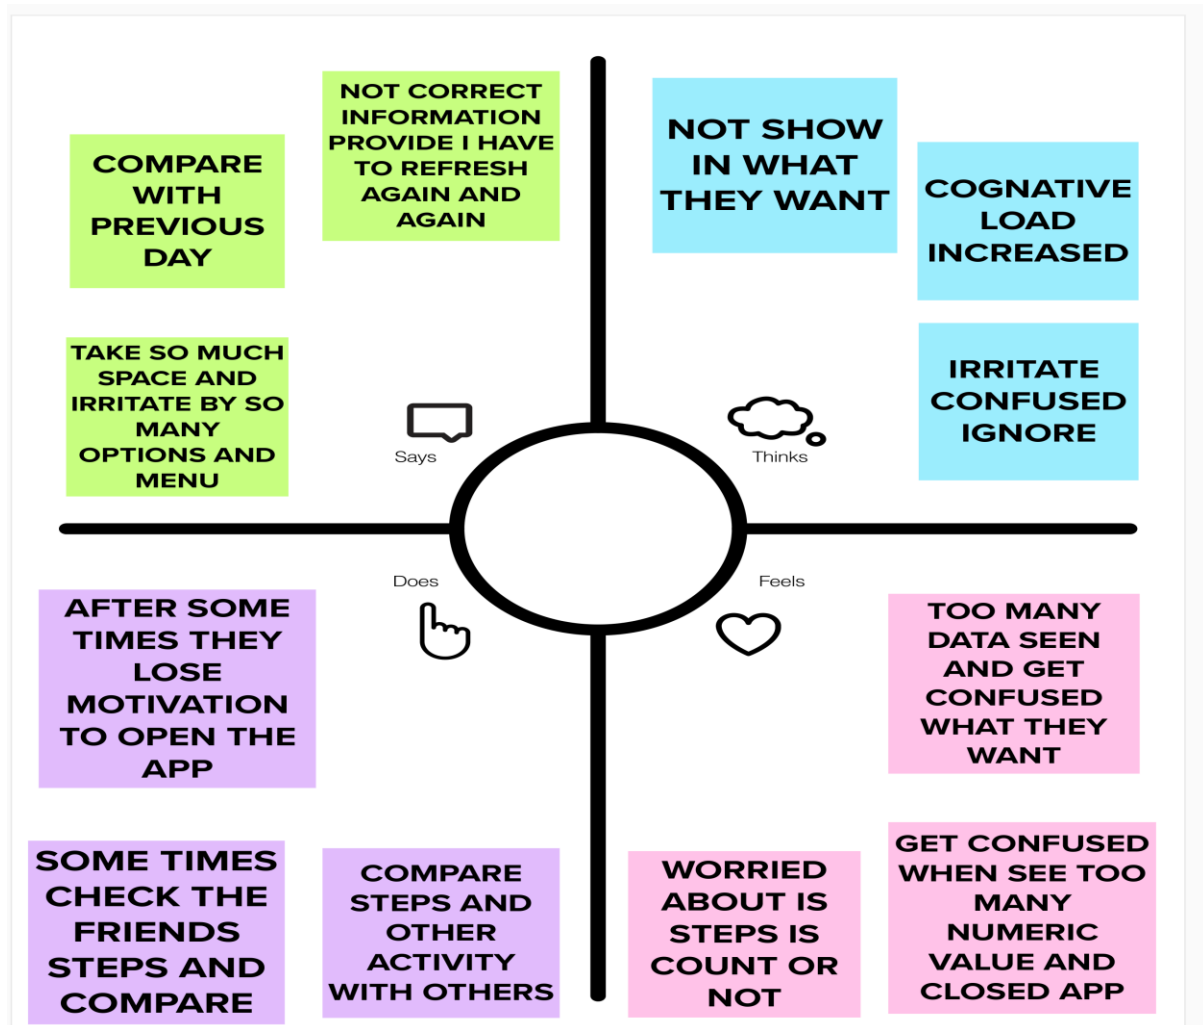 COMPARE
WITH
PREVIOUS
DAY
NOT CORRECT
INFORMATION
PROVIDE I HAVE
TO REFRESH
AGAIN AND
AGAIN
TAKE SO MUCH
SPACE AND
IRRITATE BY SO
MANY
OPTIONS AND
MENU
Says
NOT SHOW
IN WHAT
THEY WANT
COGNATIVE
LOAD
INCREASED
IRRITATE
CONFUSED
IGNORE
Thinks
Does
AFTER SOME
TIMES THEY
LOSE
MOTIVATION
TO OPEN THE
APP
SOME TIMES
CHECK THE
FRIENDS
STEPS AND
COMPARE
COMPARE
STEPS AND
OTHER
ACTIVITY
WITH OTHERS
Feels
TOO MANY
DATA SEEN
AND GET
CONFUSED
WHAT THEY
WANT
WORRIED
ABOUT IS
STEPS IS
COUNT OR
NOT
GET CONFUSED
WHEN SEE TOO
MANY
NUMERIC
VALUE AND
CLOSED APP